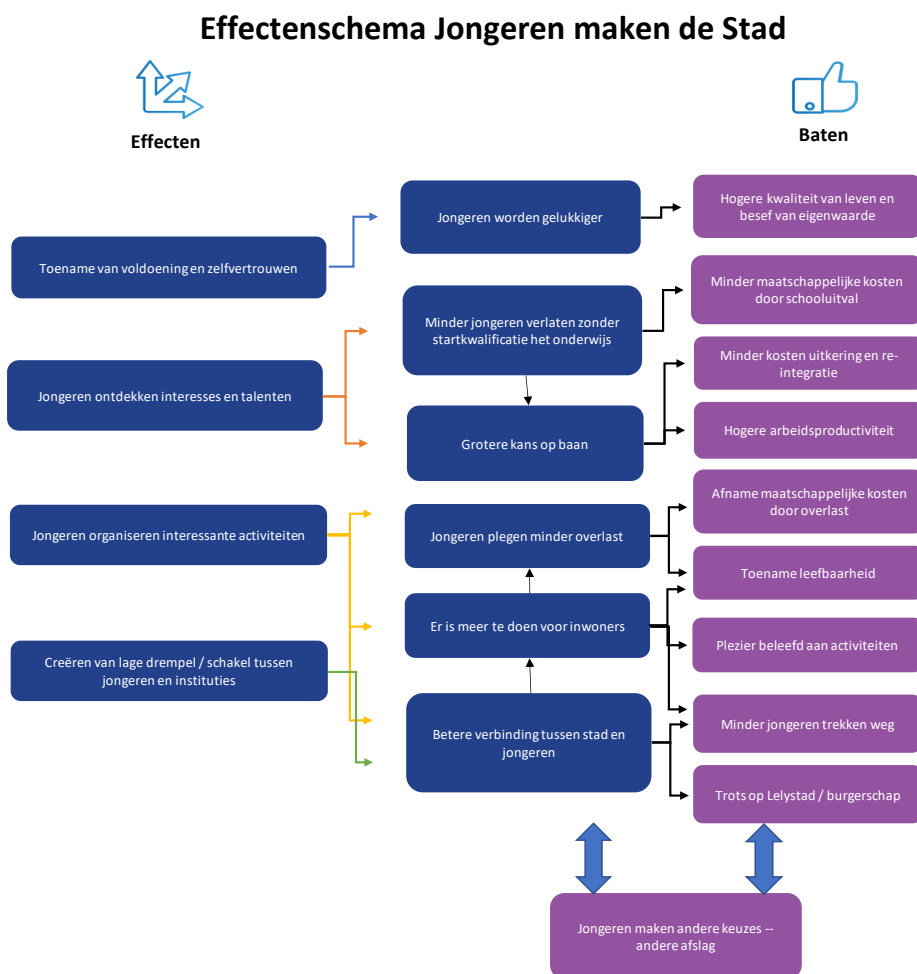 Effectenschema Jongeren maken de Stad
Effecten
Baten
Toename van voldoening en zelfvertrouwen
Jongeren ontdekken interesses en talenten
Jongeren organiseren interessante activiteiten
Creëren van lage drempel / schakel tussen
jongeren en instituties
Jongeren worden gelukkiger
Minder jongeren verlaten zonder
startkwalificatie het onderwijs
Grotere kans op baan
Jongeren plegen minder overlast
Er is meer te doen voor inwoners
Betere verbinding tussen stad en
jongeren
Hogere kwaliteit van leven en
besef van eigenwaarde
Minder maatschappelijke kosten
door schooluitval
Minder kosten uitkering en re-
integratie
Hogere arbeidsproductiviteit
Afname maatschappelijke kosten
door overlast
Toename leefbaarheid
Plezier beleefd aan activiteiten
Minder jongeren trekken weg
Trots op Lelystad / burgerschap
Jongeren maken andere keuzes --
andere afslag